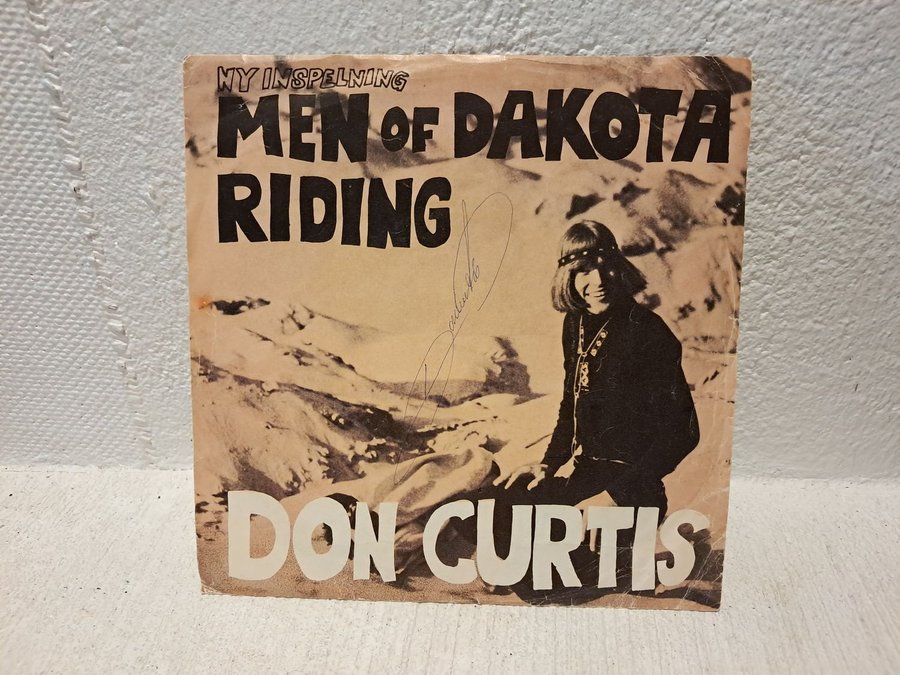 NY INSPELNING
MEN OF DAKOTA
RIDING
DON CURTIS